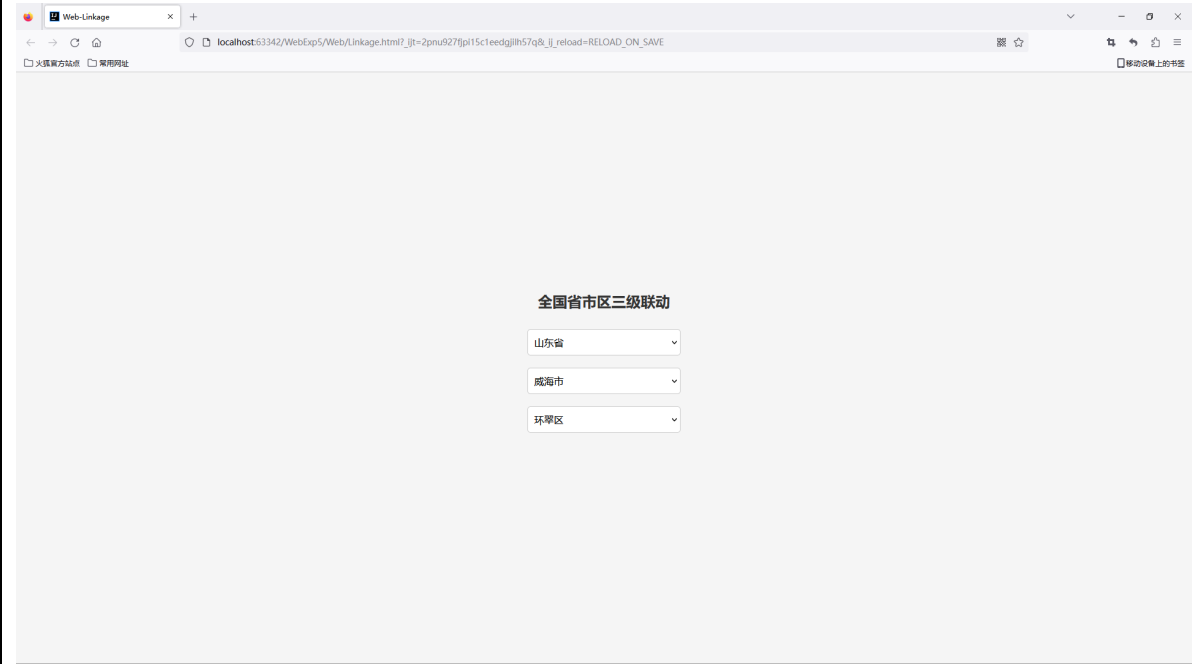 Web-Linkage
localhost:63342/WebExp5/Web/Linkage.html?_ijt=2pnu927fjpl15c1eedgjilh57q&_ij_reload=RELOAD_ON_SAVE
火狐官方站点 常用网址 移动设备上的书签
全国省市区三级联动
山东省
威海市
环翠区